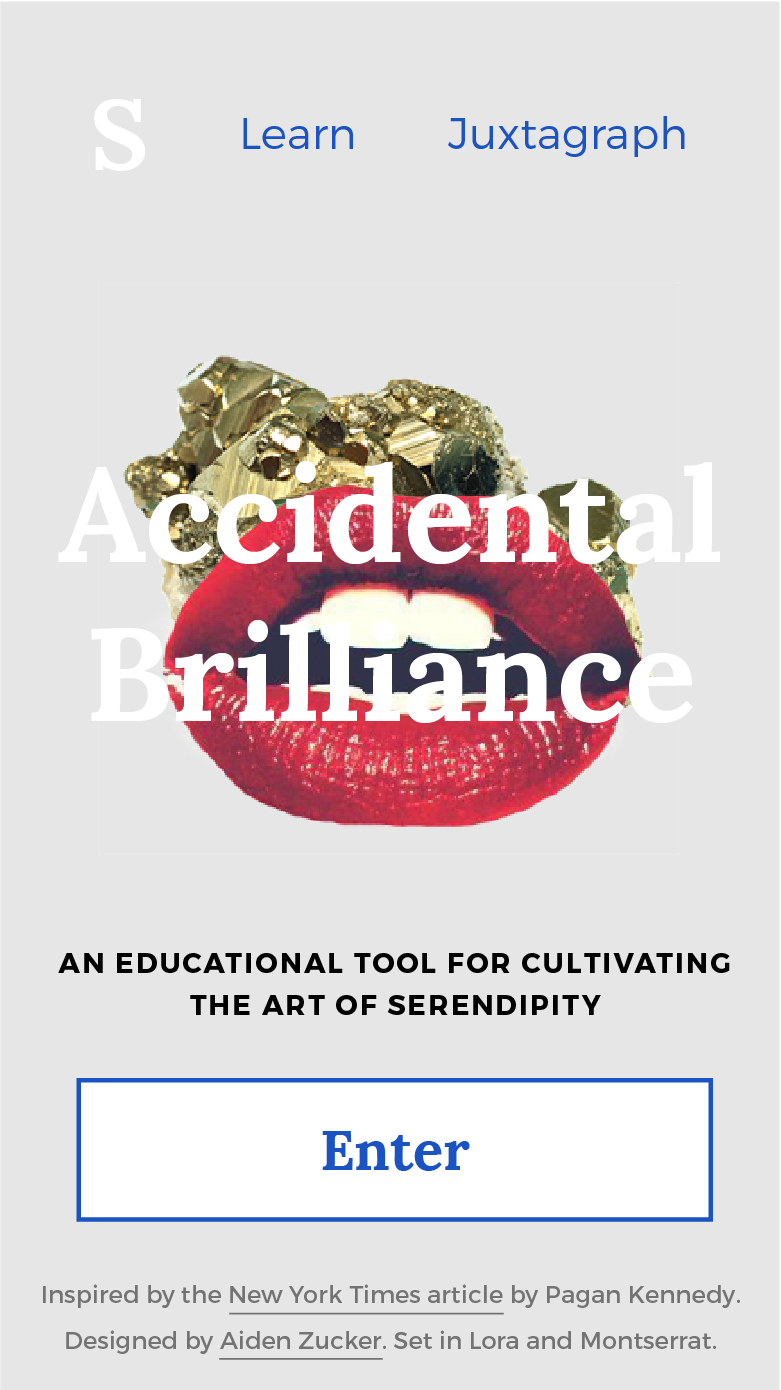 S Learn Juxtagraph
Accidental
Brilliance
AN EDUCATIONAL TOOL FOR CULTIVATING
THE ART OF SERENDIPITY
Enter
Inspired by the New York Times article by Pagan Kennedy.
Designed by Aiden Zucker. Set in Lora and Montserrat.